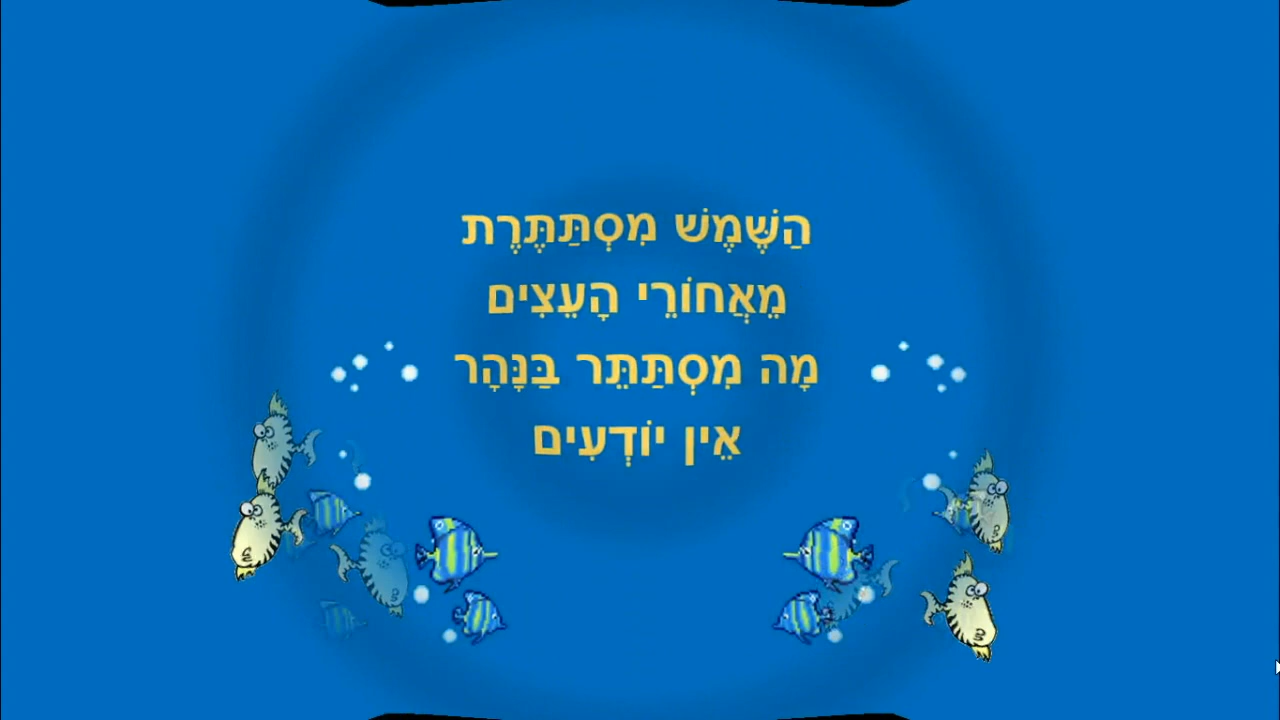 הַשֶּׁמֶשׁ מִסְתַּתֶּרֶת
מֵאֲחוֹרֵי הָעֵצִים
מָה מִסְתַּתֵּר בַּנָּהָר
אֵין יוֹדְעִים